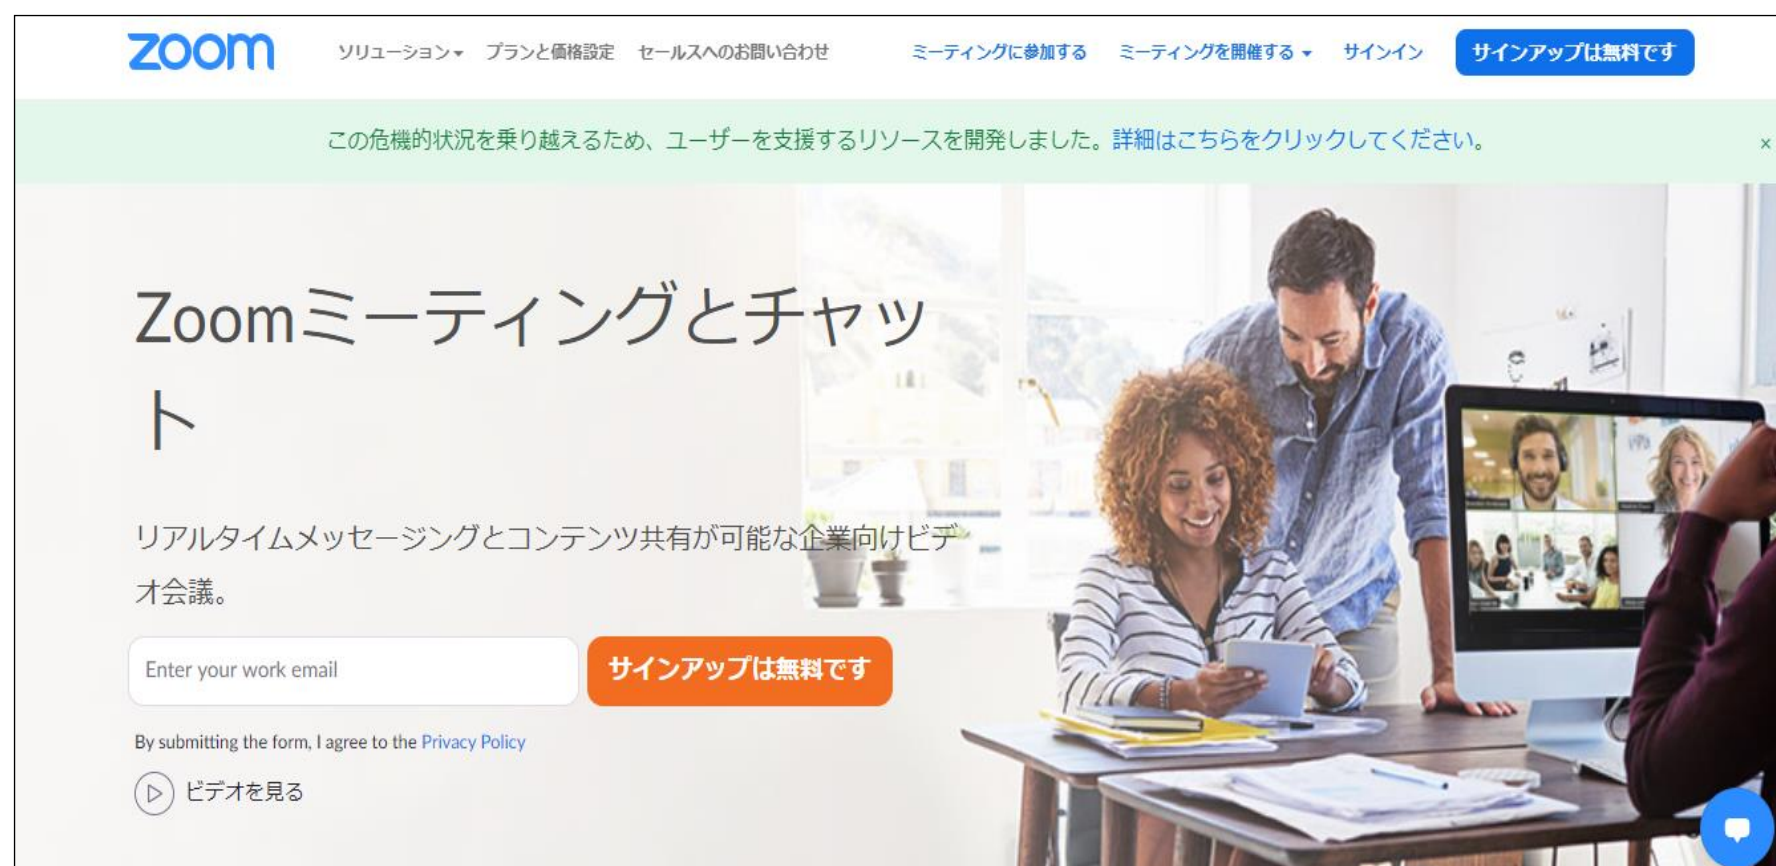 zoom
ソリューション プランと価格設定 セールスへのお問い合わせ ミーティングに参加する ミーティングを開催する サインイン サインアップは無料です
この危機的状況を乗り越えるため、ユーザーを支援するリソースを開発しました。詳細はこちらをクリックしてください。 ×
Zoomミーティングとチャッ
ト
リアルタイムメッセージングとコンテンツ共有が可能な企業向けビデ
オ会議。
Enter your work email サインアップは無料です
By submitting the form, I agree to the Privacy Policy
ビデオを見る